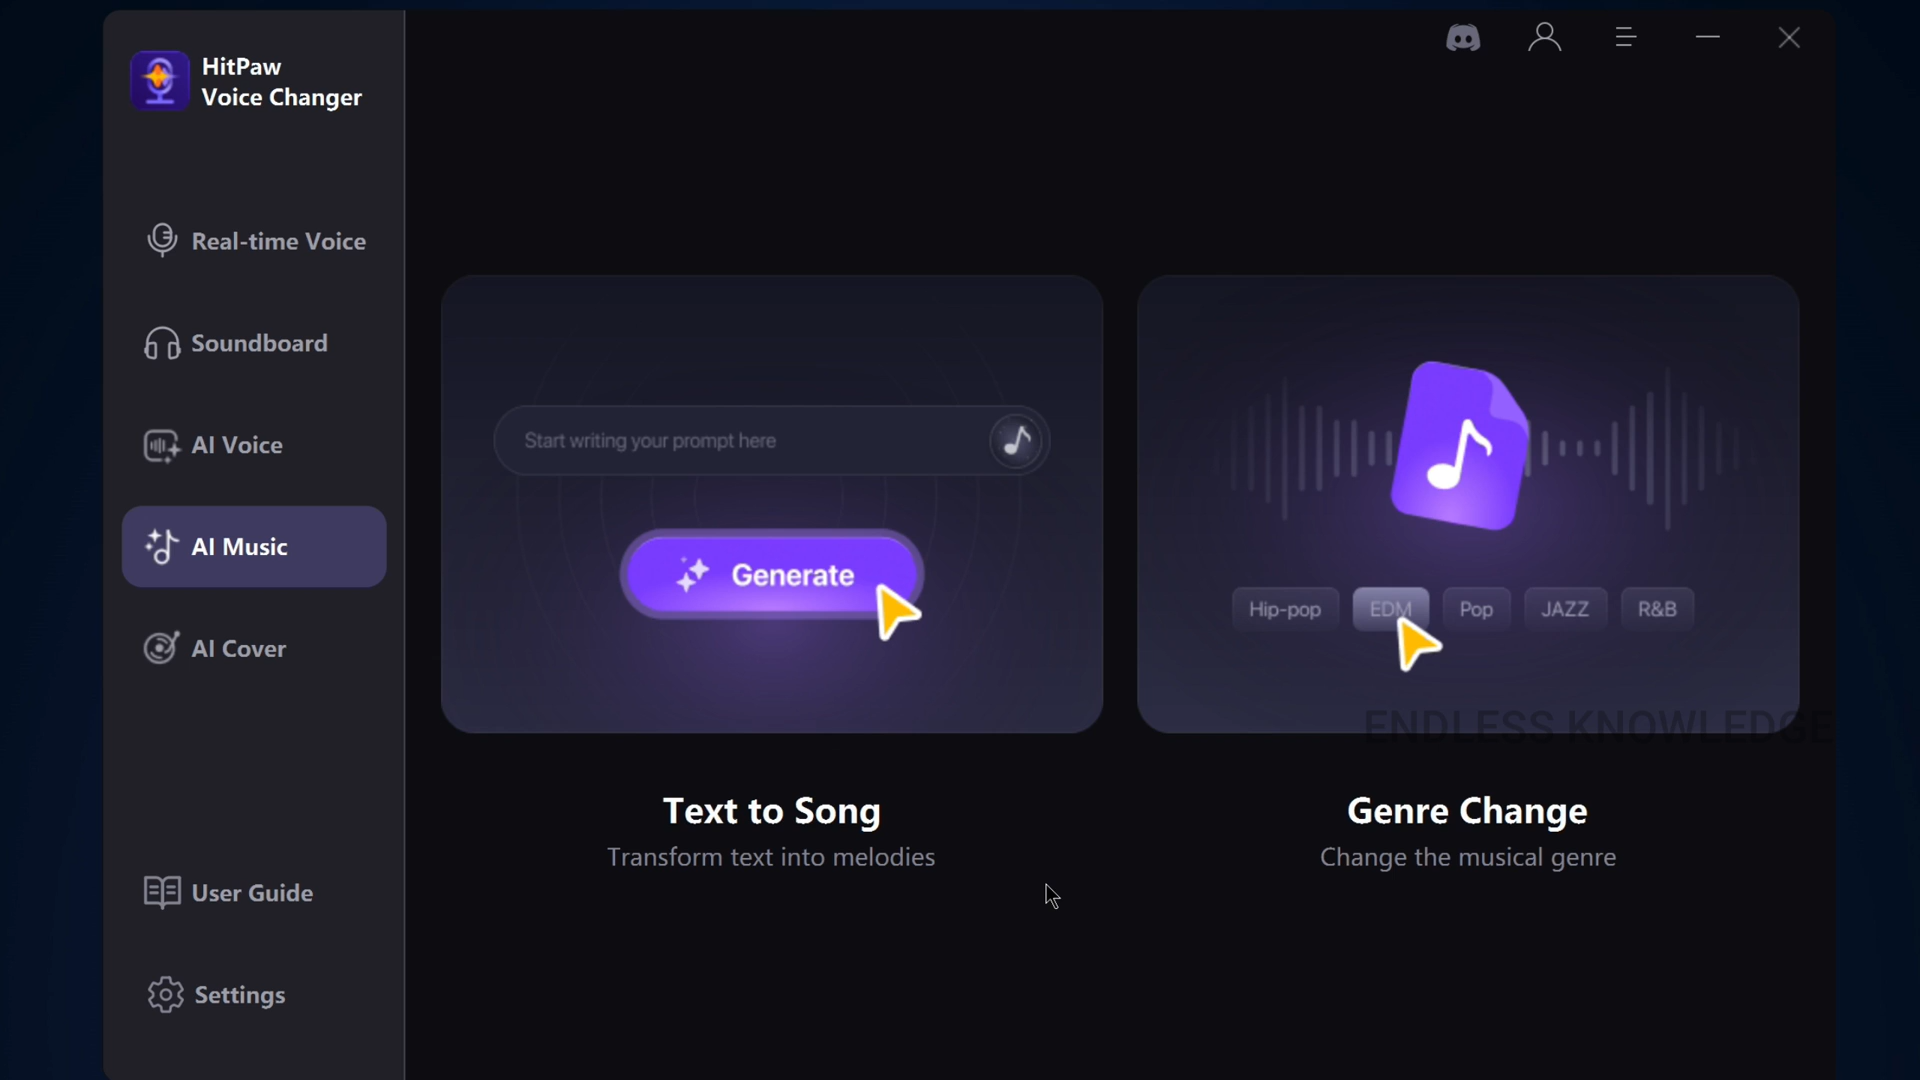 HitPaw
Voice Changer
Real-time Voice
Soundboard
AI Voice
AI Music
AI Cover
User Guide
Settings
Start writing your prompt here
Generate
Text to Song
Transform text into melodies
Hip-pop
EDM
Pop
JAZZ
R&B
ENDLESS KNOWLEDGE
Genre Change
Change the musical genre